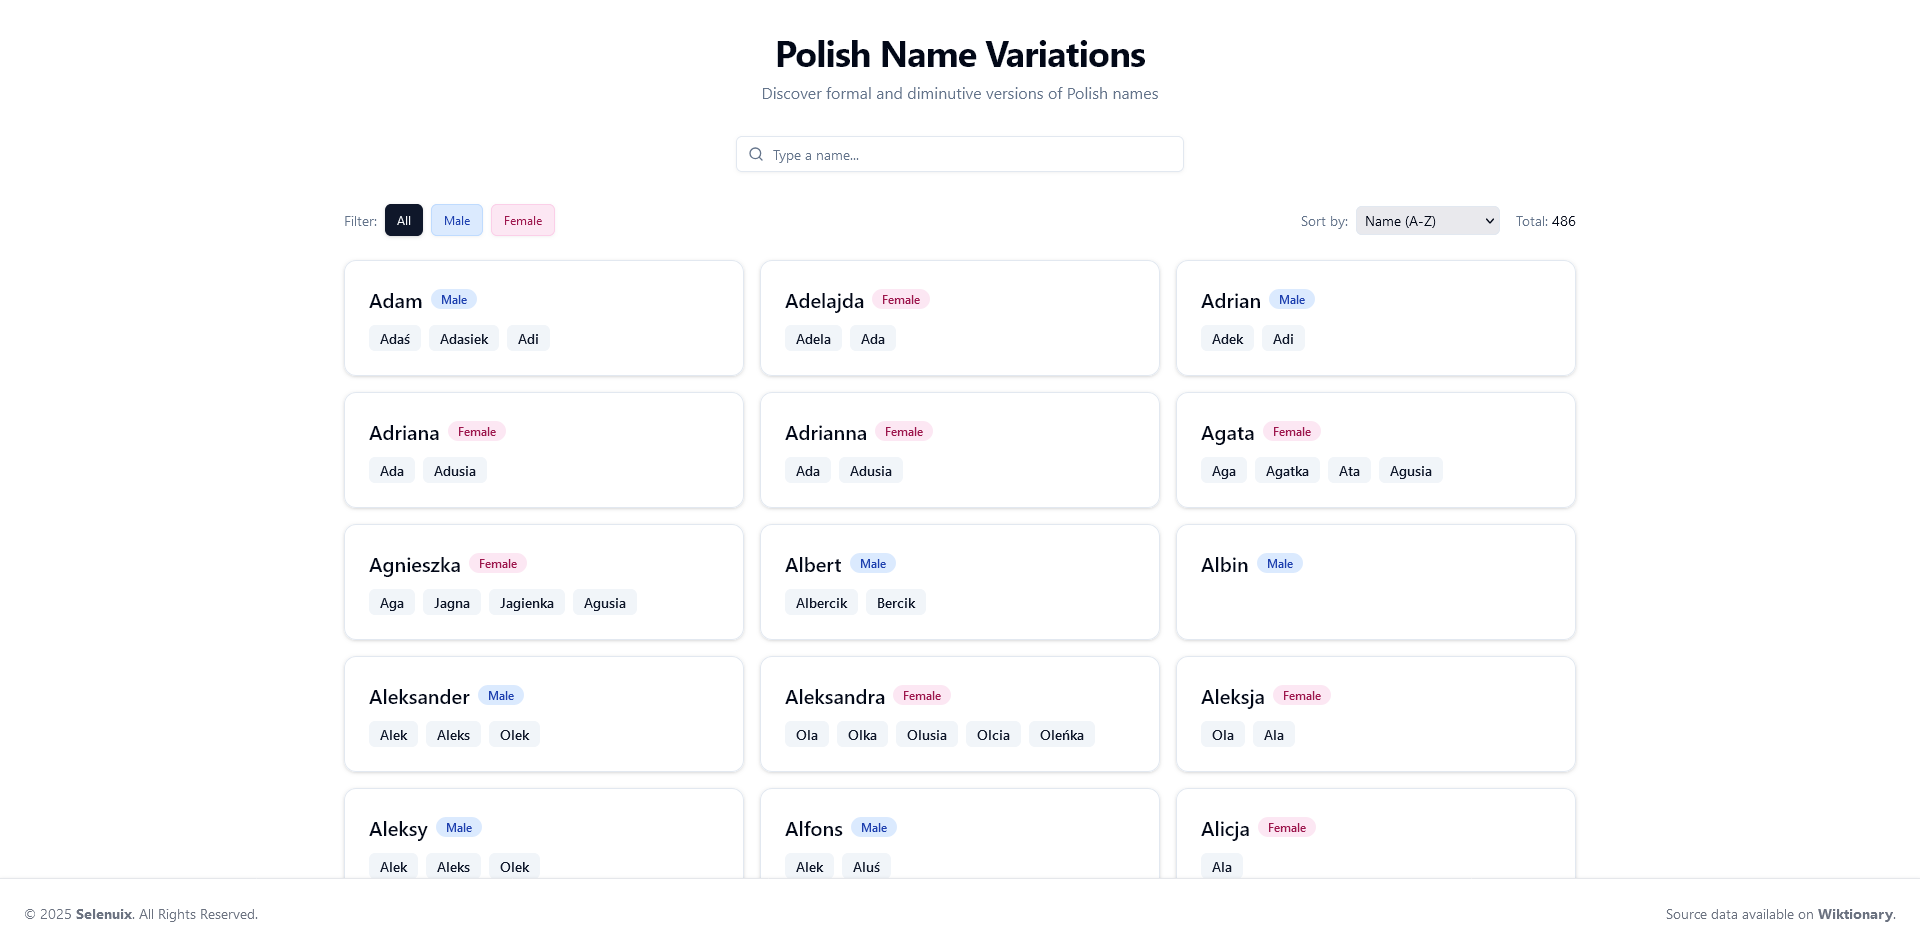 Polish Name Variations
Discover formal and diminutive versions of Polish names
Type a name...
Filter: All Male Female Sort by: Name (A-Z) Total: 486
Adam Male
Adaś Adasiek Adi
Adelajda Female
Adela Ada
Adrian Male
Adek Adi
Adriana Female
Ada Adusia
Adrianna Female
Ada Adusia
Agata Female
Aga Agatka Ata Agusia
Agnieszka Female
Aga Jagna Jagienka Agusia
Albert Male
Albercik Bercik
Albin Male
Aleksander Male
Alek Aleks Olek
Aleksandra Female
Ola Olka Olusia Olcia Oleńka
Aleksja Female
Ola Ala
Aleksy Male
Alek Aleks Olek
Alfons Male
Alek Aluś
Alicja Female
Ala
© 2025 Selenuix. All Rights Reserved.
Source data available on Wiktionary.